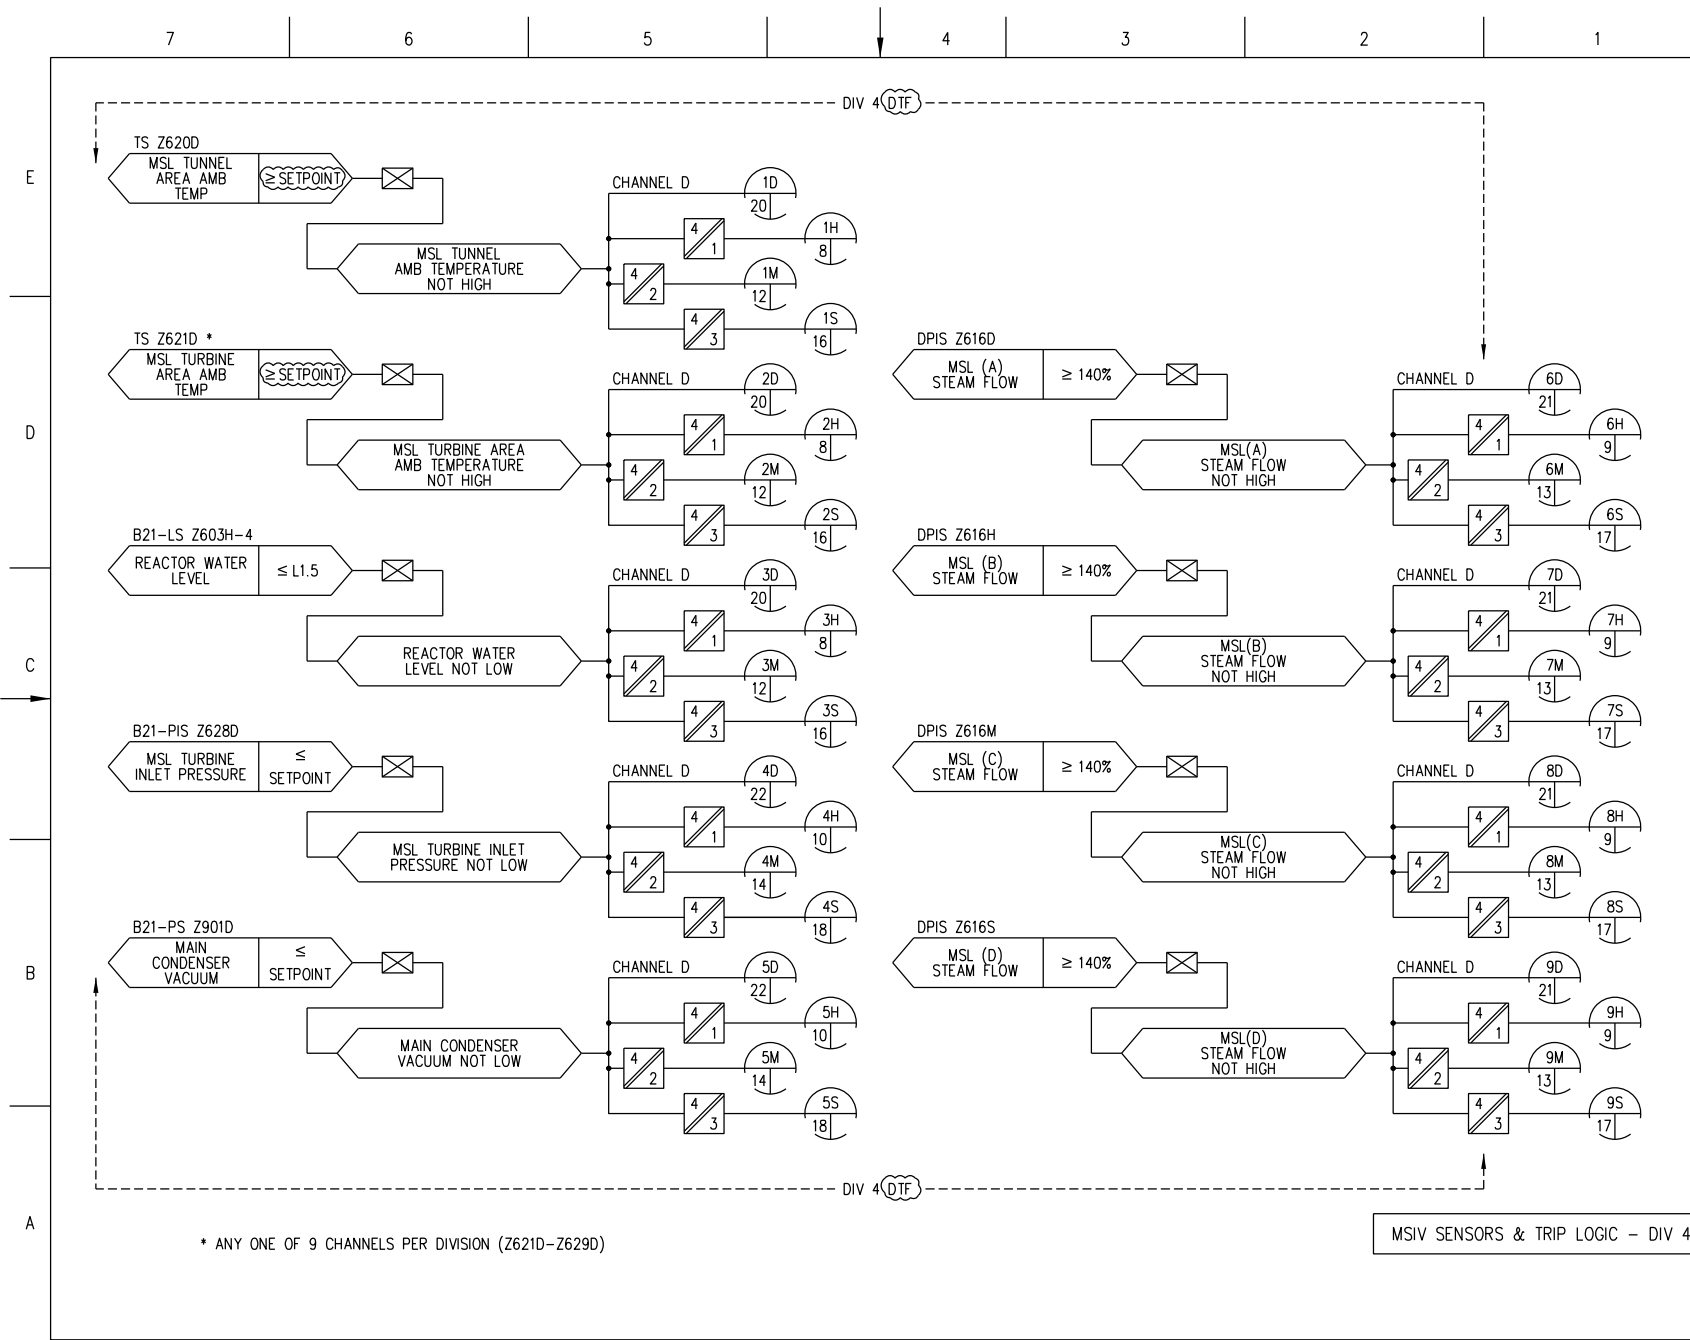 7 6 5 4 3 2 1
E
D
C
B
A
DIV 4 DTF
TS Z620D
MSL TUNNEL
AREA AMB
TEMP
≥ SETPOINT
MSL TUNNEL
AMB TEMPERATURE
NOT HIGH
CHANNEL D
1D
20
4
1
1H
8
4
2
1M
12
4
3
1S
16
TS Z621D *
MSL TURBINE
AREA AMB
TEMP
≥ SETPOINT
MSL TURBINE AREA
AMB TEMPERATURE
NOT HIGH
CHANNEL D
2D
20
4
1
2H
8
4
2
2M
12
4
3
2S
16
B21-LS Z603H-4
REACTOR WATER
LEVEL
≤ L1.5
REACTOR WATER
LEVEL NOT LOW
CHANNEL D
3D
20
4
1
3H
8
4
2
3M
12
4
3
3S
16
B21-PIS Z628D
MSL TURBINE
INLET PRESSURE
≤
SETPOINT
MSL TURBINE INLET
PRESSURE NOT LOW
CHANNEL D
4D
22
4
1
4H
10
4
2
4M
14
4
3
4S
18
B21-PS Z901D
MAIN
CONDENSER
VACUUM
≤
SETPOINT
MAIN CONDENSER
VACUUM NOT LOW
CHANNEL D
5D
22
4
1
5H
10
4
2
5M
14
4
3
5S
18
DPIS Z616D
MSL (A)
STEAM FLOW
≥ 140%
MSL(A)
STEAM FLOW
NOT HIGH
CHANNEL D
6D
21
4
1
6H
9
4
2
6M
13
4
3
6S
17
DPIS Z616H
MSL (B)
STEAM FLOW
≥ 140%
MSL(B)
STEAM FLOW
NOT HIGH
CHANNEL D
7D
21
4
1
7H
9
4
2
7M
13
4
3
7S
17
DPIS Z616M
MSL (C)
STEAM FLOW
≥ 140%
MSL(C)
STEAM FLOW
NOT HIGH
CHANNEL D
8D
21
4
1
8H
9
4
2
8M
13
4
3
8S
17
DPIS Z616S
MSL (D)
STEAM FLOW
≥ 140%
MSL(D)
STEAM FLOW
NOT HIGH
CHANNEL D
9D
21
4
1
9H
9
4
2
9M
13
4
3
9S
17
DIV 4 DTF
* ANY ONE OF 9 CHANNELS PER DIVISION (Z621D-Z629D)
MSIV SENSORS & TRIP LOGIC - DIV 4